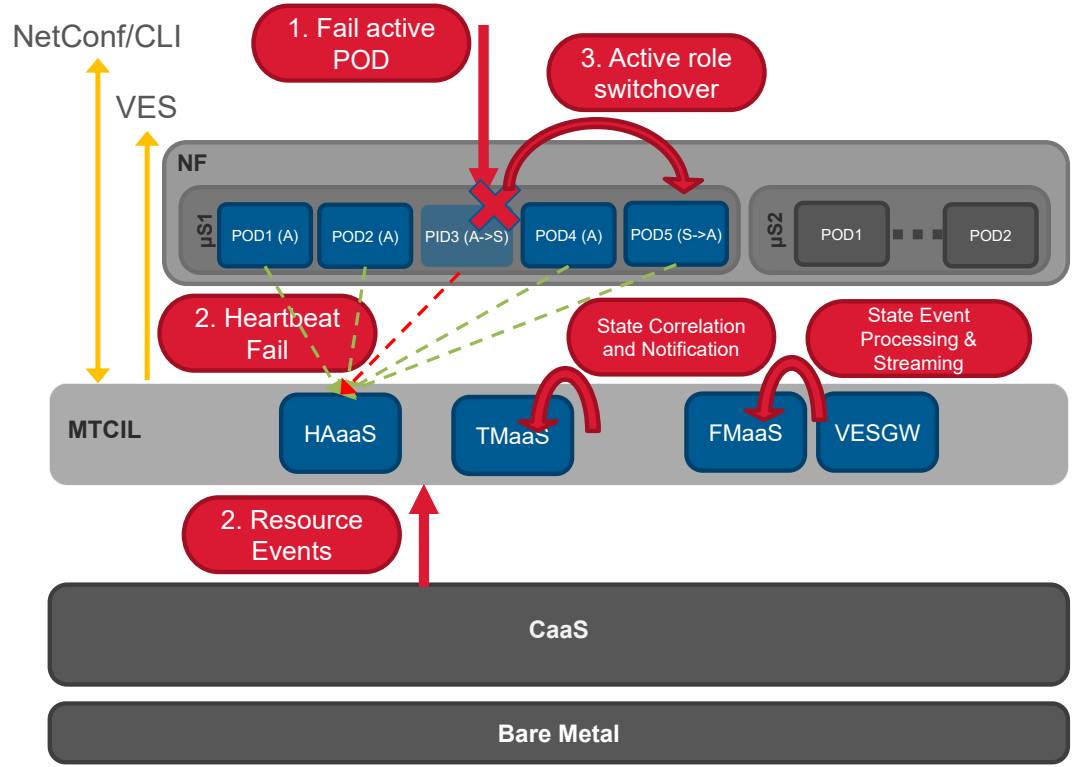 NetConf/CLI
VES
1. Fail active
POD
3. Active role
switchover
NF
µS1
POD1 (A)
POD2 (A)
PID3 (A->S)
POD4 (A)
POD5 (S->A)
µS2
POD1
POD2
2. Heartbeat
Fail
State Correlation
and Notification
State Event
Processing &
Streaming
MTCIL
HAaaS
TMaaS
FMaaS
VESGW
2. Resource
Events
CaaS
Bare Metal